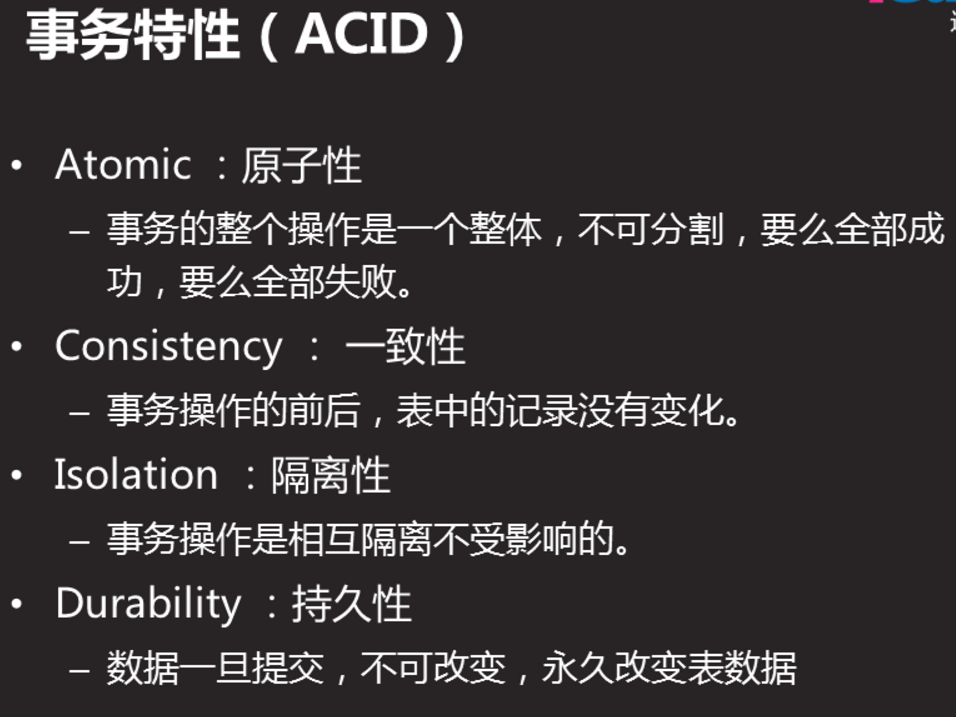 事务特性（ACID）
• Atomic ：原子性
– 事务的整个操作是一个整体，不可分割，要么全部成
功，要么全部失败。
• Consistency ： 一致性
– 事务操作的前后，表中的记录没有变化。
• Isolation ：隔离性
– 事务操作是相互隔离不受影响的。
• Durability ：持久性
– 数据一旦提交，不可改变，永久改变表数据